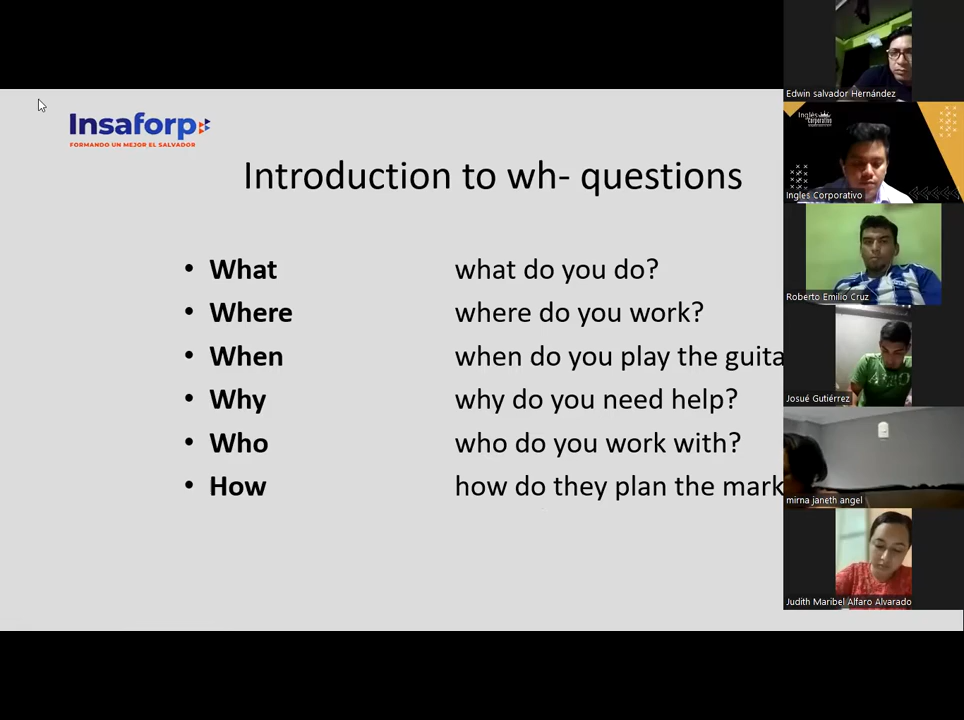 Insaforp
FORMANDO UN MEJOR EL SALVADOR
Introduction to wh- questions
• What what do you do?
• Where where do you work?
• When when do you play the guita
• Why why do you need help?
• Who who do you work with?
• How how do they plan the mark
Edwin salvador Hernández
Inglés
corporativo
Ingles Corporativo
Roberto Emilio Cruz
Josué Gutiérrez
mirna janeth angel
Judith Maribel Alfaro Alvarado